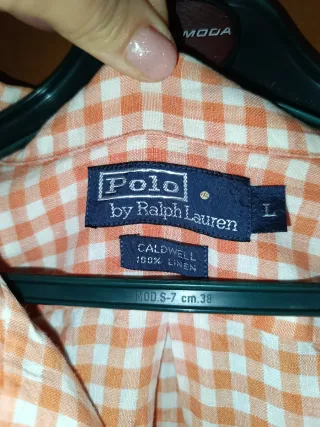 MODA
Polo
by Ralph Lauren
L
CALDWELL
100% LINEN
MOD.S-7 cm.38